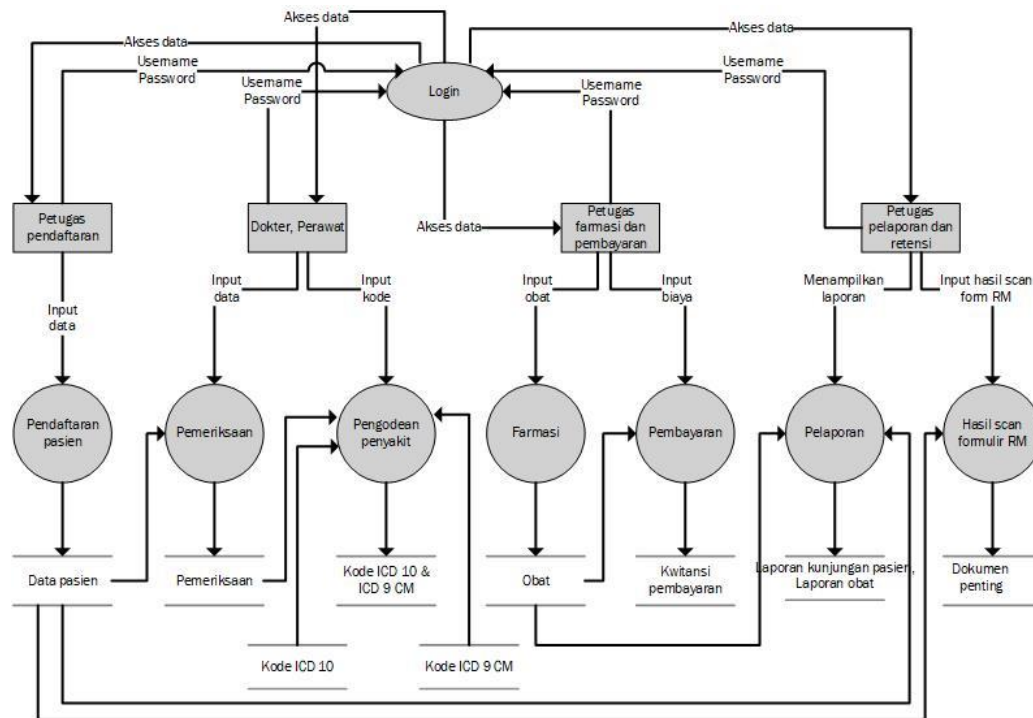 Akses data
Akses data
Akses data
Username
Password
Username
Password
Username
Password
Username
Password
Login
Petugas
pendaftaran
Dokter, Perawat
Akses data
Petugas
farmasi dan
pembayaran
Petugas
pelaporan dan
retensi
Input
data
Input
data
Input
kode
Input
obat
Input
biaya
Menampilkan
laporan
Input hasil scan
form RM
Pendaftaran
pasien
Pemeriksaan
Pengodean
penyakit
Farmasi
Pembayaran
Pelaporan
Hasil scan
formulir RM
Data pasien
Pemeriksaan
Kode ICD 10 &
ICD 9 CM
Obat
Kwitansi
pembayaran
Laporan kunjungan pasien,
Laporan obat
Dokumen
penting
Kode ICD 10
Kode ICD 9 CM